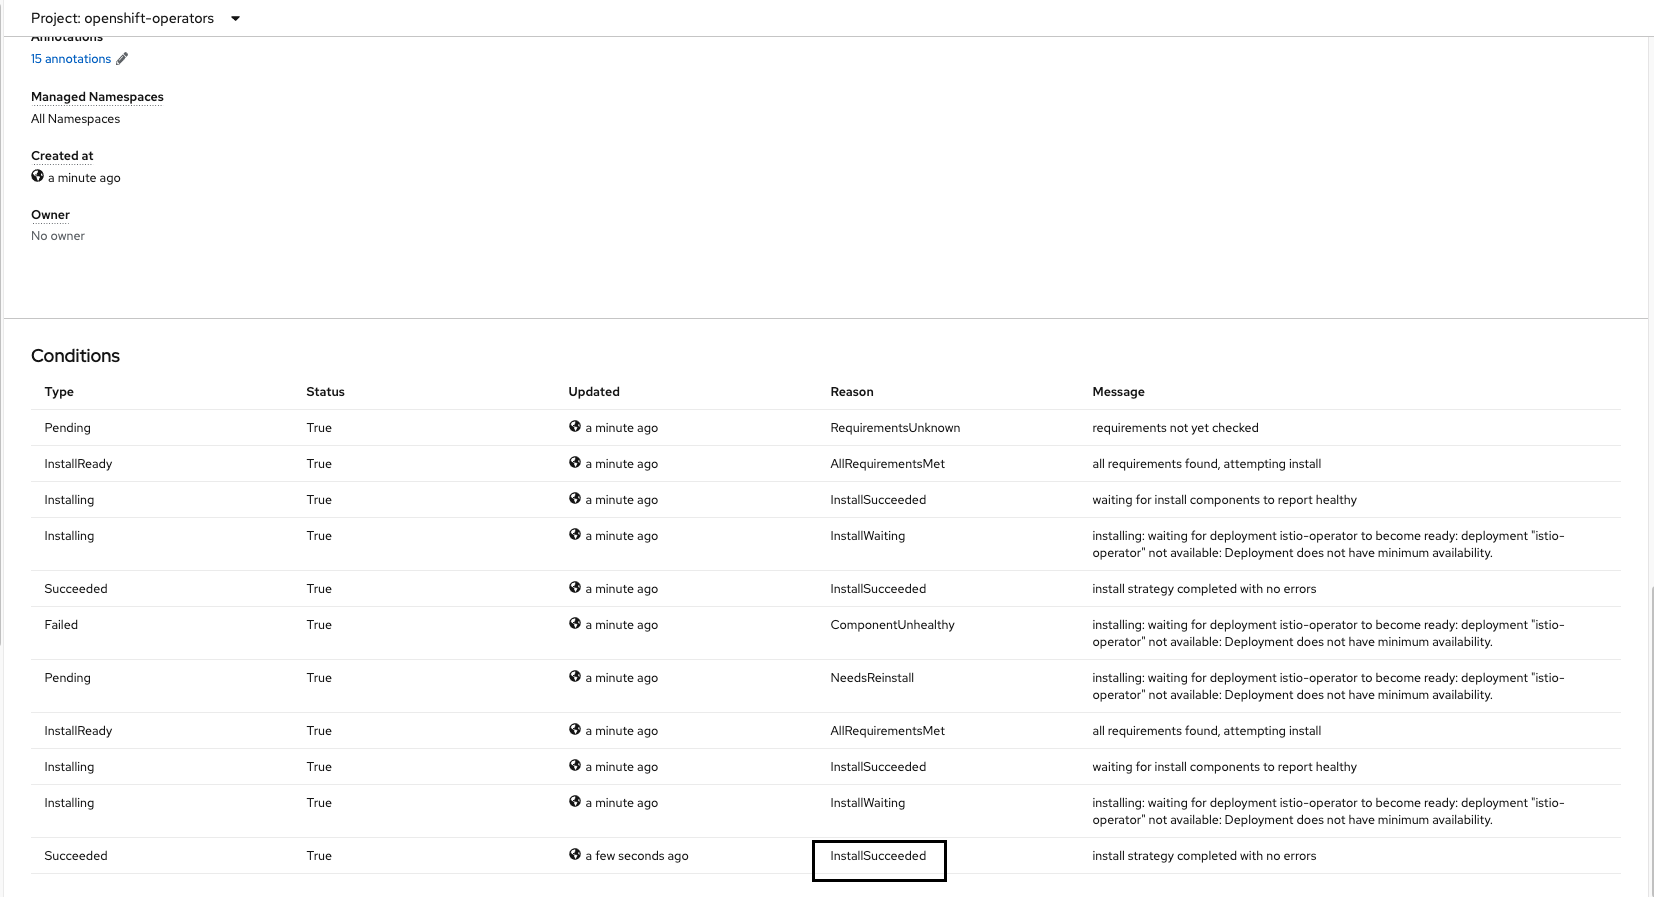 Project: openshift-operators
Annotations
15 annotations
Managed Namespaces
All Namespaces
Created at
a minute ago
Owner
No owner
Conditions
Type Status Updated Reason Message
Pending True a minute ago RequirementsUnknown requirements not yet checked
InstallReady True a minute ago AllRequirementsMet all requirements found, attempting install
Installing True a minute ago InstallSucceeded waiting for install components to report healthy
Installing True a minute ago InstallWaiting installing: waiting for deployment istio-operator to become ready: deployment "istio-
operator" not available: Deployment does not have minimum availability.
Succeeded True a minute ago InstallSucceeded install strategy completed with no errors
Failed True a minute ago ComponentUnhealthy installing: waiting for deployment istio-operator to become ready: deployment "istio-
operator" not available: Deployment does not have minimum availability.
Pending True a minute ago NeedsReinstall installing: waiting for deployment istio-operator to become ready: deployment "istio-
operator" not available: Deployment does not have minimum availability.
InstallReady True a minute ago AllRequirementsMet all requirements found, attempting install
Installing True a minute ago InstallSucceeded waiting for install components to report healthy
Installing True a minute ago InstallWaiting installing: waiting for deployment istio-operator to become ready: deployment "istio-
operator" not available: Deployment does not have minimum availability.
Succeeded True a few seconds ago InstallSucceeded install strategy completed with no errors